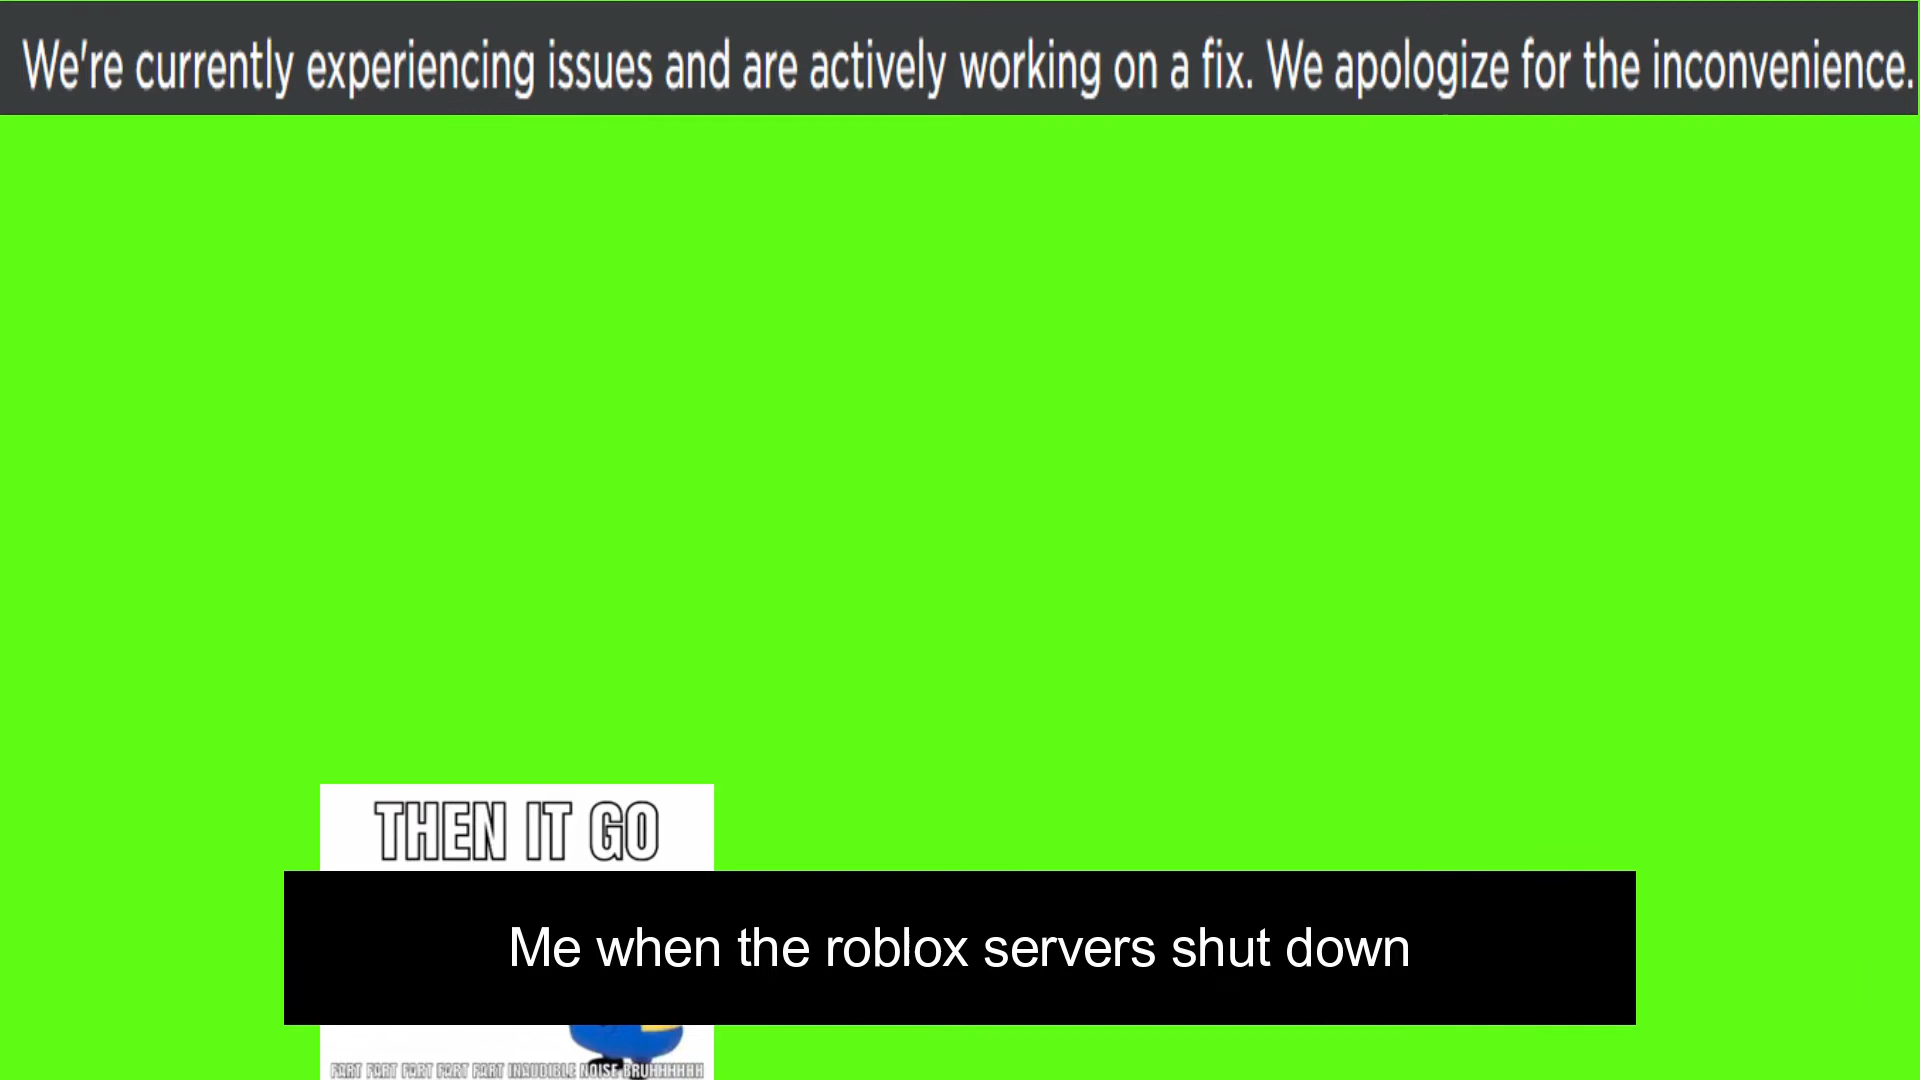 We're currently experiencing issues and are actively working on a fix. We apologize for the inconvenience.
THEN IT GO
Me when the roblox servers shut down
FART FART FART FART FART INAUDIBLE NOISE BRUHHHHHH